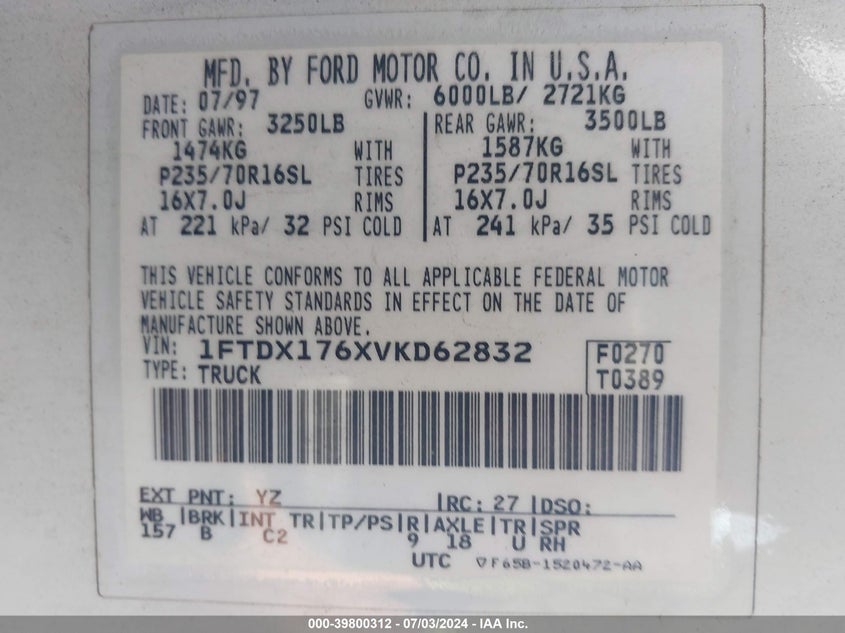 MFD. BY FORD MOTOR CO. IN U.S.A.
DATE: 07/97 GVWR: 6000LB/ 2721KG
FRONT GAWR: 3250LB REAR GAWR: 3500LB
1474KG WITH 1587KG WITH
P235/70R16SL TIRES P235/70R16SL TIRES
16X7.0J RIMS 16X7.0J RIMS
AT 221 kPa/ 32 PSI COLD AT 241 kPa/ 35 PSI COLD
THIS VEHICLE CONFORMS TO ALL APPLICABLE FEDERAL MOTOR
VEHICLE SAFETY STANDARDS IN EFFECT ON THE DATE OF
MANUFACTURE SHOWN ABOVE.
VIN: 1FTDX176XVKD62832 F0270
TYPE: TRUCK T0389
EXT PNT: YZ |RC: 27 |DSO:
WB |BRK|INT TR|TP/PS|R|AXLE|TR|SPR
157 B C2 9 18 U RH
UTC ▽F65B-1520472-AA
000-39800312 - 07/03/2024 - IAA Inc.